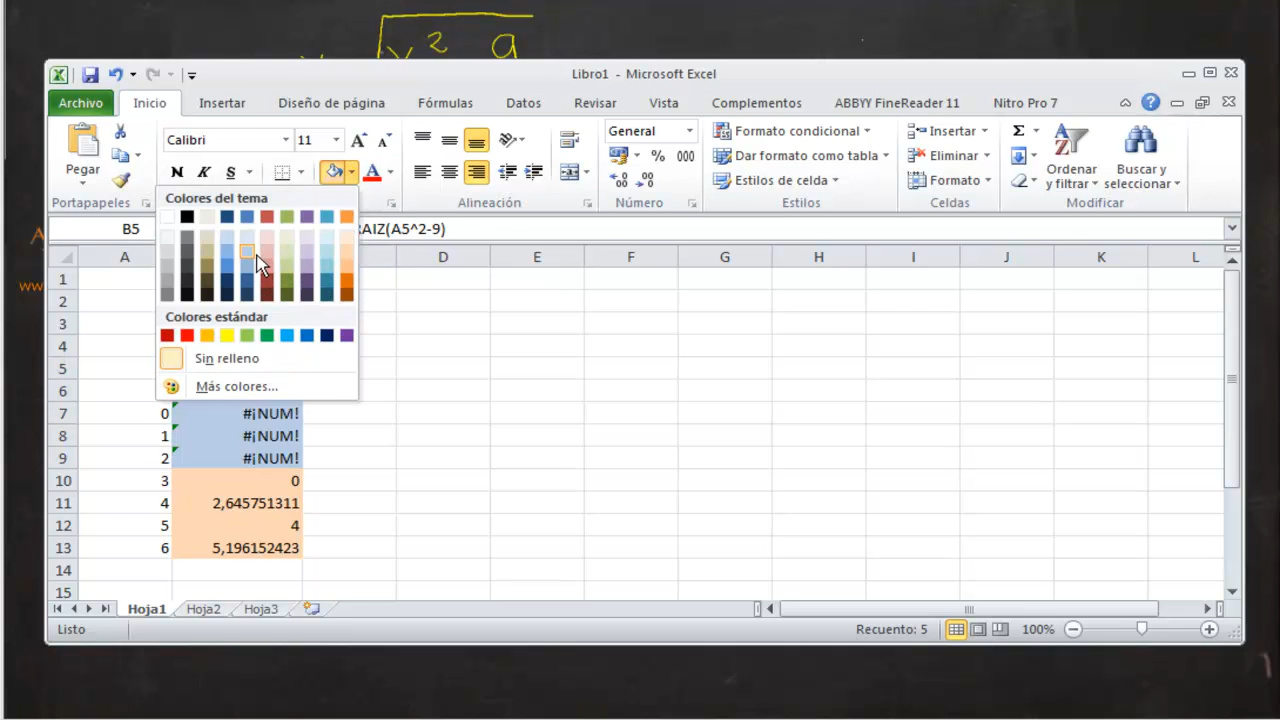 x² 9
Libro1 - Microsoft Excel
Archivo Inicio Insertar Diseño de página Fórmulas Datos Revisar Vista Complementos ABBYY FineReader 11 Nitro Pro 7
Pegar
Calibri 11
N K S
General
% 000
Formato condicional
Dar formato como tabla
Estilos de celda
Insertar
Eliminar
Formato
Σ
Ordenar
y filtrar
Buscar y
seleccionar
Portapapeles Alineación Número Estilos Celdas Modificar
Colores del tema
Colores estándar
Sin relleno
Más colores...
B5 RAIZ(A5^2-9)
A D E F G H I J K L
1
2
3
4
5
6
7 0 #¡NUM!
8 1 #¡NUM!
9 2 #¡NUM!
10 3 0
11 4 2,645751311
12 5 4
13 6 5,196152423
14
15
Hoja1 Hoja2 Hoja3
Listo Recuento: 5 100%
www